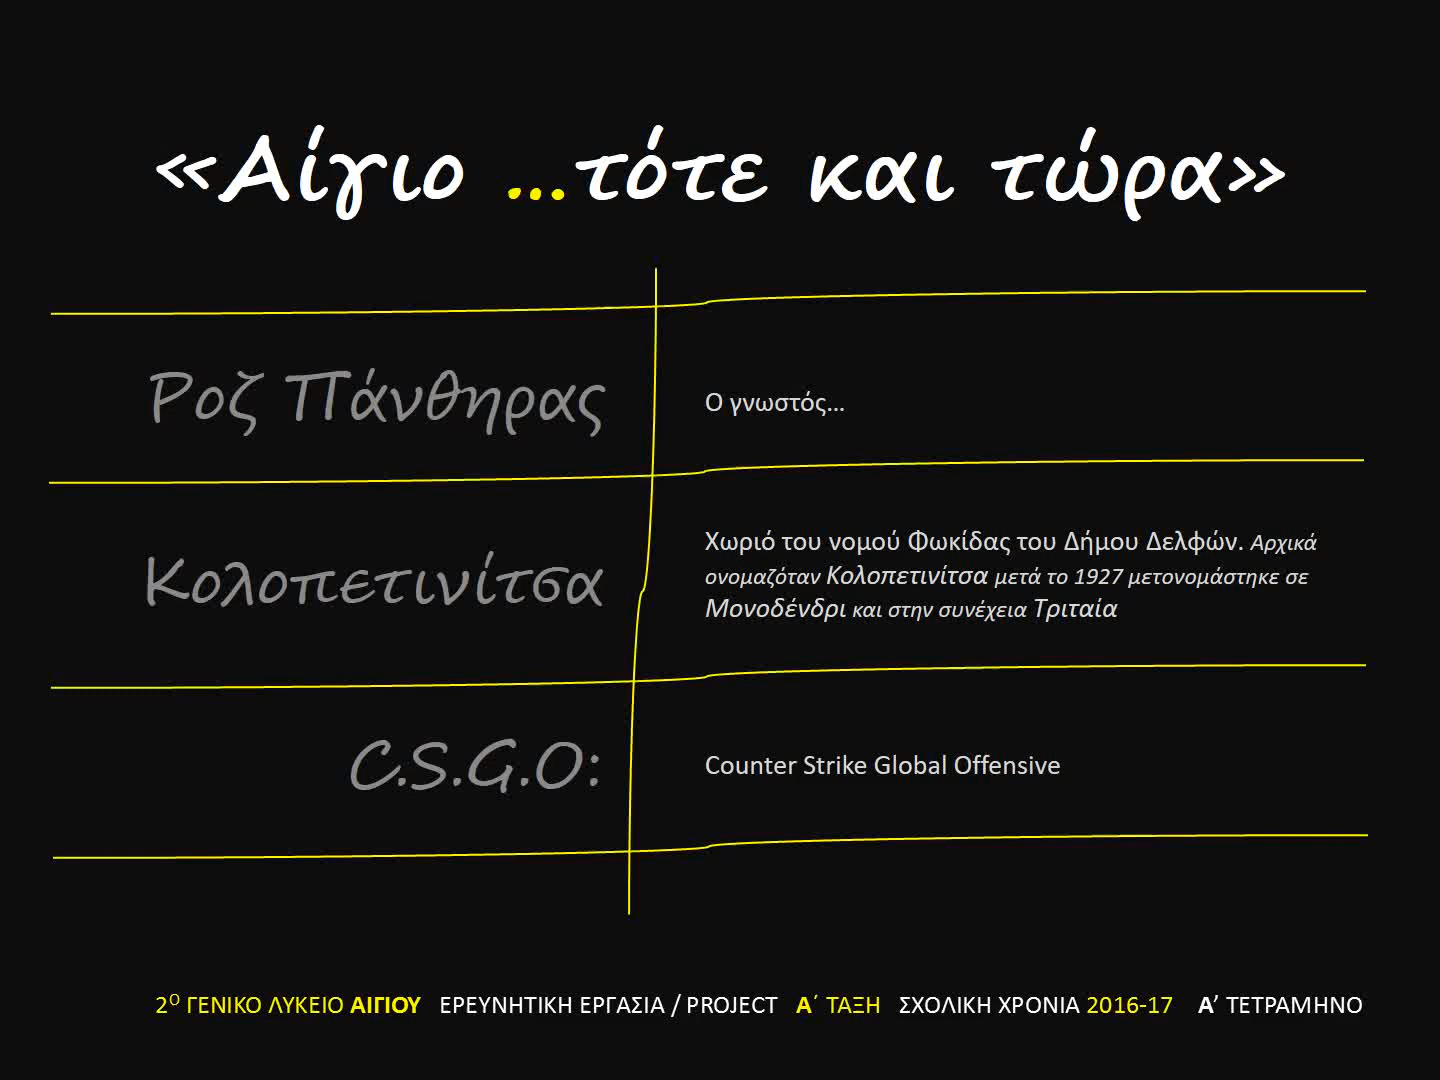 «Αίγιο ...τότε και τώρα»
Ροζ Πάνθηρας
Ο γνωστός...
Κολοπετινίτσα
Χωριό του νομού Φωκίδας του Δήμου Δελφών. Αρχικά
ονομαζόταν Κολοπετινίτσα μετά το 1927 μετονομάστηκε σε
Μονοδένδρι και στην συνέχεια Τριταία
C.S.G.O:
Counter Strike Global Offensive
2Ο ΓΕΝΙΚΟ ΛΥΚΕΙΟ ΑΙΓΙΟΥ ΕΡΕΥΝΗΤΙΚΗ ΕΡΓΑΣΙΑ / PROJECT Α΄ ΤΑΞΗ ΣΧΟΛΙΚΗ ΧΡΟΝΙΑ 2016-17 Α’ ΤΕΤΡΑΜΗΝΟ